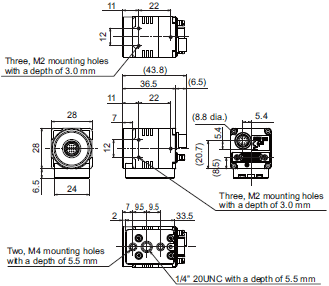 11 22
12
Three, M2 mounting holes
with a depth of 3.0 mm
(43.8)
36.5 (6.5)
11 22
7
12
28
28
6.5
24
(8.8 dia.) 5.4
5.4
(20.7)
(8.5)
Three, M2 mounting holes
with a depth of 3.0 mm
7 9.5 9.5
2 33.5
Two, M4 mounting holes
with a depth of 5.5 mm
1/4" 20UNC with a depth of 5.5 mm